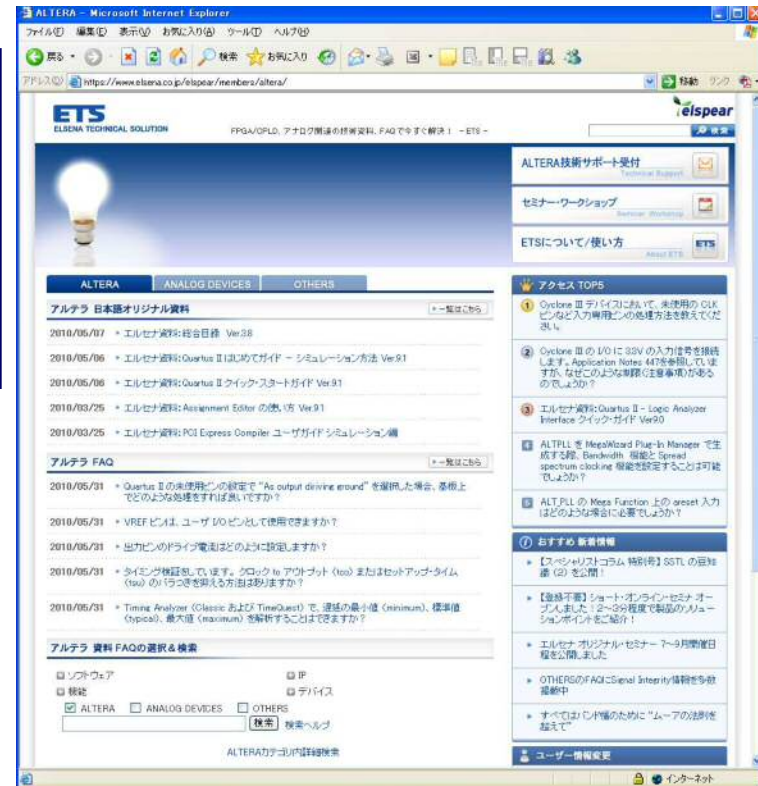 ALTERA - Microsoft Internet Explorer
ファイル(F) 編集(E) 表示(V) お気に入り(A) ツール(T) ヘルプ(H)
戻る 検索 お気に入り
アドレス(D) https://www.elsena.co.jp/elspear/members/altera/ 移動 リンク
ETS
ELSENA TECHNICAL SOLUTION
FPGA/CPLD、アナログ関連の技術資料、FAQで今すぐ解決！ - ETS -
elspear
検索
ALTERA技術サポート受付
Technical Support
セミナー・ワークショップ
Seminar Workshop
ETSについて/使い方
About ETS
ETS
ALTERA ANALOG DEVICES OTHERS
アルテラ 日本語オリジナル資料 一覧はこちら
2010/05/07 エルセナ資料:総合目録 Ver3.8
2010/05/06 エルセナ資料:Quartus II はじめてガイド - シミュレーション方法 Ver.9.1
2010/05/06 エルセナ資料:Quartus II クイック・スタートガイド Ver.9.1
2010/03/25 エルセナ資料:Assignment Editor の使い方 Ver.9.1
2010/03/25 エルセナ資料:PCI Express Compiler ユーザガイド シミュレーション編
アルテラ FAQ 一覧はこちら
2010/05/31 Quartus II の未使用ピンの設定で "As output driving ground" を選択した場合、基板上
でどのような処理をすれば良いですか？
2010/05/31 VREF ピンは、ユーザ I/O ピンとして使用できますか？
2010/05/31 出力ピンのドライブ電流はどのように設定しますか？
2010/05/31 タイミング検証をしています。クロック to アウトプット (tco) またはセットアップ・タイム
(tsu) のバラつきを抑える方法はありますか？
2010/05/31 Timing Analyzer (Classic および TimeQuest) で、遅延の最小値 (minimum)、標準値
(typical)、最大値 (maximum) を解析することはできますか？
アルテラ 資料 FAQの選択＆検索
ソフトウェア IP
機能 デバイス
ALTERA ANALOG DEVICES OTHERS
検索 検索ヘルプ
ALTERAカテゴリ内詳細検索
アクセス TOP5
1 Cyclone III デバイスにおいて、未使用の CLK
ピンなど入力専用ピンの処理方法を教えてくだ
さい。
2 Cyclone III の I/O に 3.3V の入力信号を接続
します。Application Notes 447を参照していま
すが、なぜこのような制限(注意事項)がある
のでしょうか？
3 エルセナ資料:Quartus II - Logic Analyzer
Interface クイック・ガイド Ver9.0
4 ALTPLL を MegaWizard Plug-In Manager で生
成する際、Bandwidth 機能と Spread
spectrum clocking 機能を設定することは可能
でしょうか？
5 ALT_PLL の Mega Function 上の areset 入力
はどのような場合に必要でしょうか？
おすすめ 新着情報
【スペシャリストコラム 特別号】 SSTL の豆知
識 (2) を公開！
【登録不要】ショート・オンライン・セミナ オー
プンしました！2～3分程度で製品のソリュー
ションポイントをご紹介！
エルセナ オリジナル・セミナー 7～9月開催日
程を公開しました
OTHERSのFAQにSignal Integrity情報を多数
掲載中
すべてはバンド幅のために "ムーアの法則を
超えて"
ユーザー情報変更
インターネット